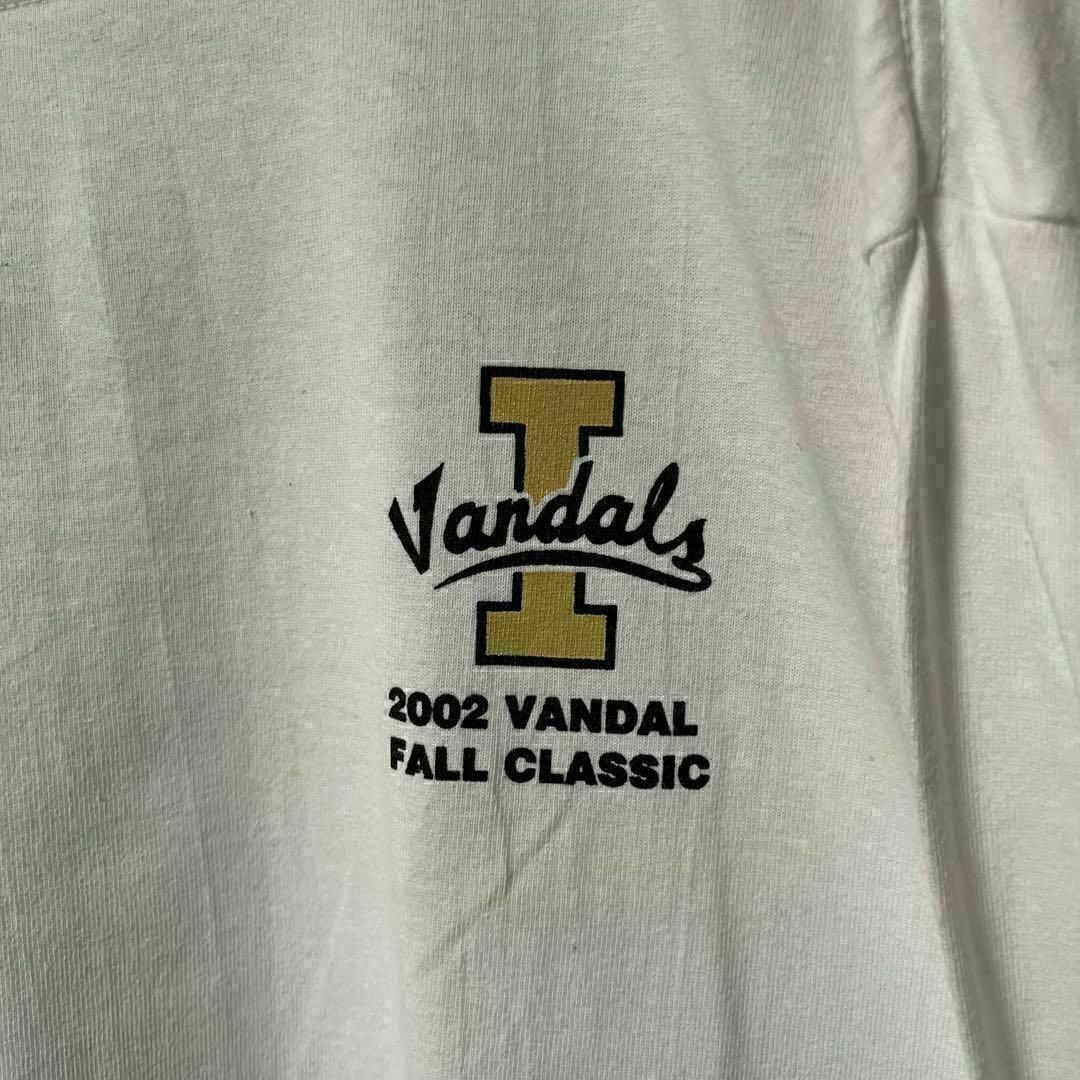 I
Vandals
2002 VANDAL
FALL CLASSIC